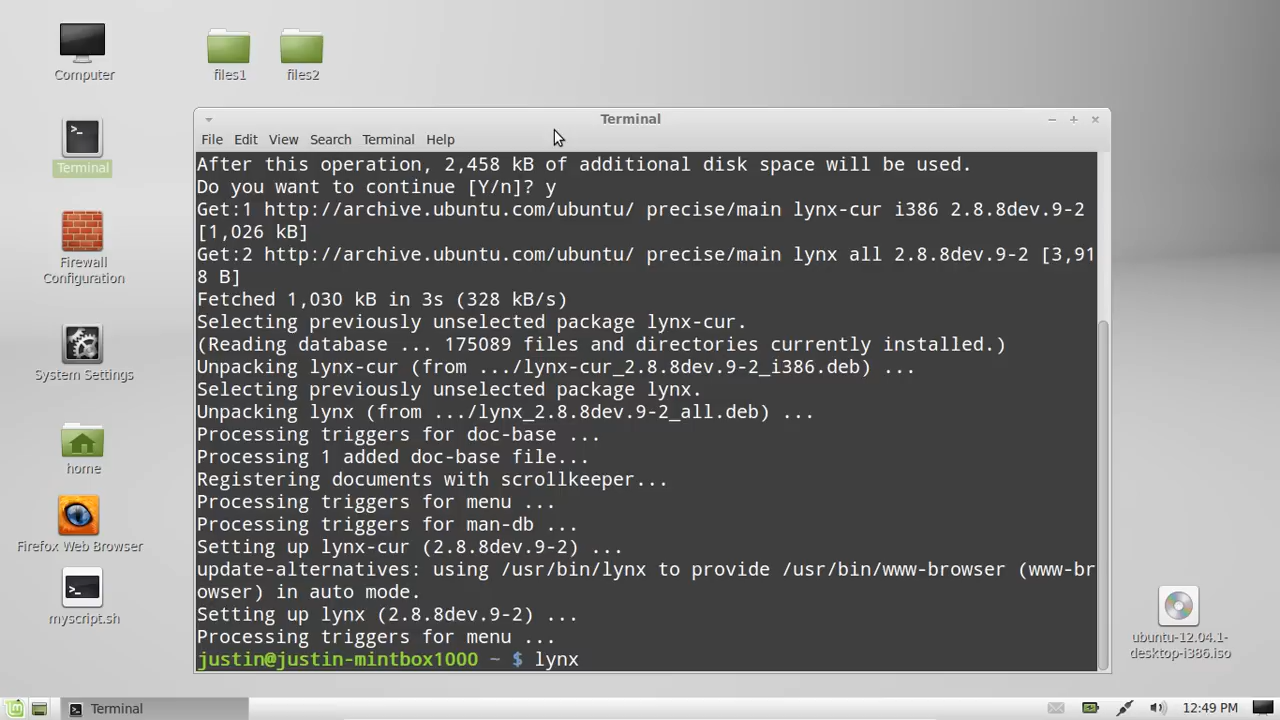 Computer
files1
files2
Terminal
Firewall
Configuration
System Settings
home
Firefox Web Browser
myscript.sh
Terminal
File Edit View Search Terminal Help
After this operation, 2,458 kB of additional disk space will be used.
Do you want to continue [Y/n]? y
Get:1 http://archive.ubuntu.com/ubuntu/ precise/main lynx-cur i386 2.8.8dev.9-2
[1,026 kB]
Get:2 http://archive.ubuntu.com/ubuntu/ precise/main lynx all 2.8.8dev.9-2 [3,91
8 B]
Fetched 1,030 kB in 3s (328 kB/s)
Selecting previously unselected package lynx-cur.
(Reading database ... 175089 files and directories currently installed.)
Unpacking lynx-cur (from .../lynx-cur_2.8.8dev.9-2_i386.deb) ...
Selecting previously unselected package lynx.
Unpacking lynx (from .../lynx_2.8.8dev.9-2_all.deb) ...
Processing triggers for doc-base ...
Processing 1 added doc-base file...
Registering documents with scrollkeeper...
Processing triggers for menu ...
Processing triggers for man-db ...
Setting up lynx-cur (2.8.8dev.9-2) ...
update-alternatives: using /usr/bin/lynx to provide /usr/bin/www-browser (www-br
owser) in auto mode.
Setting up lynx (2.8.8dev.9-2) ...
Processing triggers for menu ...
justin@justin-mintbox1000 ~ $ lynx
ubuntu-12.04.1-
desktop-i386.iso
Terminal
12:49 PM